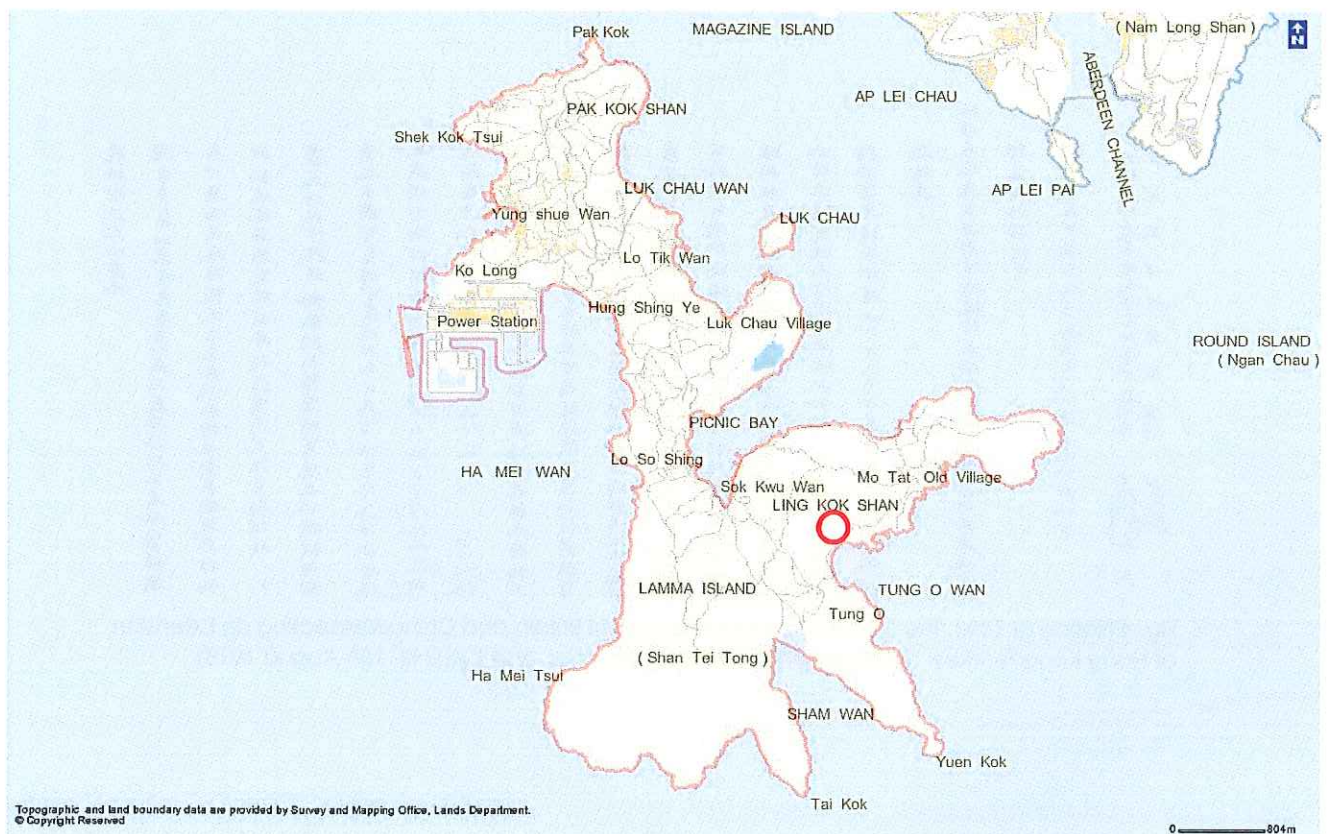 Pak Kok
MAGAZINE ISLAND
( Nam Long Shan )
N
ABERDEEN CHANNEL
AP LEI CHAU
PAK KOK SHAN
Shek Kok Tsui
LUK CHAU WAN
AP LEI PAI
Yung shue Wan
LUK CHAU
Lo Tik Wan
Ko Long
Hung Shing Ye
Power Station
Luk Chau Village
ROUND ISLAND
( Ngan Chau )
PICNIC BAY
Lo So Shing
HA MEI WAN
Mo Tat Old Village
Sok Kwu Wan
LING KOK SHAN
LAMMA ISLAND
TUNG O WAN
Tung O
( Shan Tei Tong )
Ha Mei Tsui
SHAM WAN
Yuen Kok
Tai Kok
Topographic and land boundary data are provided by Survey and Mapping Office, Lands Department.
© Copyright Reserved
0 804m